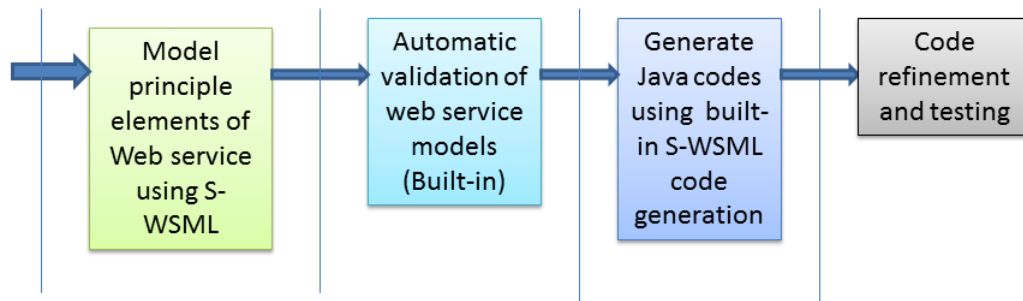 Model
principle
elements of
Web service
using S-
WSML
Automatic
validation of
web service
models
(Built-in)
Generate
Java codes
using built-
in S-WSML
code
generation
Code
refinement
and testing